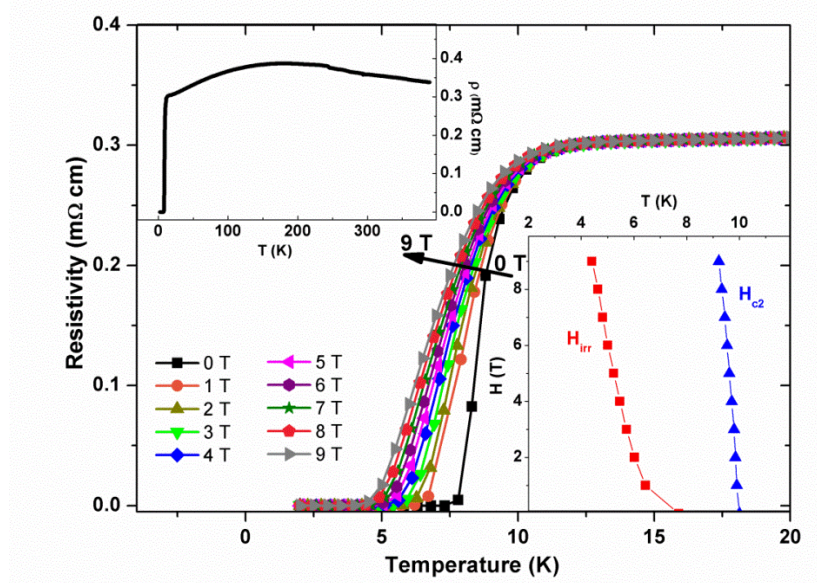 0.4
0.3
0.2
0.1
0.0
Resistivity (mΩ cm)
0 5 10 15 20
Temperature (K)
0.4
0.3
0.2
0.1
0.0
ρ (mΩ cm)
0 100 200 300
T (K)
9 T
0 T
0 T 5 T
1 T 6 T
2 T 7 T
3 T 8 T
4 T 9 T
T (K)
2 4 6 8 10
8
6
4
2
H (T)
H_irr
H_c2